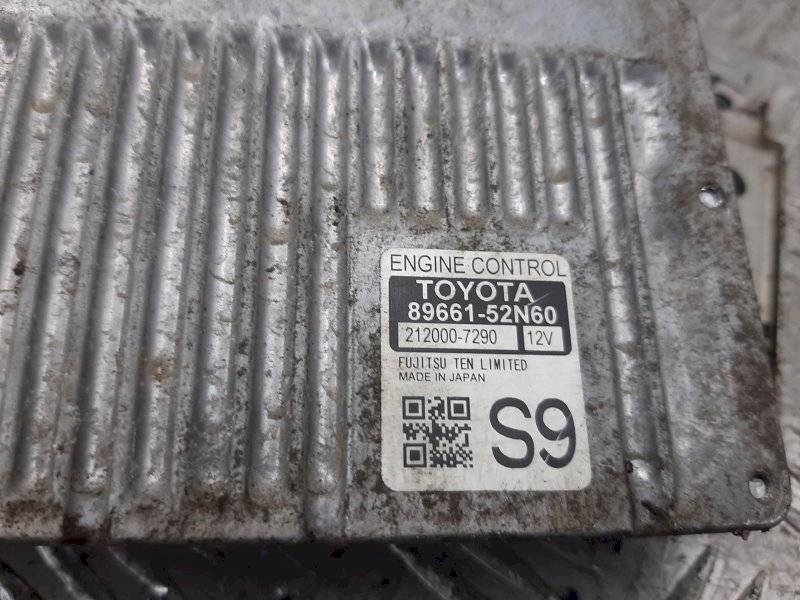 ENGINE CONTROL
TOYOTA
89661-52N60
212000-7290 12V
FUJITSU TEN LIMITED
MADE IN JAPAN
S9